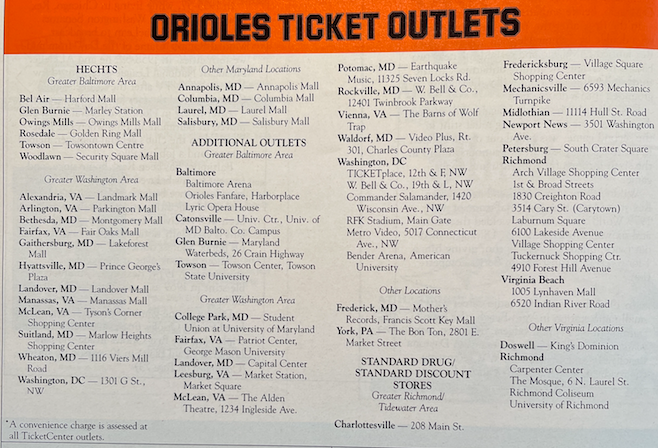 ORIOLES TICKET OUTLETS
HECHTS
Greater Baltimore Area
Bel Air — Harford Mall
Glen Burnie — Marley Station
Owings Mills — Owings Mills Mall
Rosedale — Golden Ring Mall
Towson — Towsontown Centre
Woodlawn — Security Square Mall
Greater Washington Area
Alexandria, VA — Landmark Mall
Arlington, VA — Parkington Mall
Bethesda, MD — Montgomery Mall
Fairfax, VA — Fair Oaks Mall
Gaithersburg, MD — Lakeforest
Mall
Hyattsville, MD — Prince George's
Plaza
Landover, MD — Landover Mall
Manassas, VA — Manassas Mall
McLean, VA — Tyson's Corner
Shopping Center
Suitland, MD — Marlow Heights
Shopping Center
Wheaton, MD — 1116 Viers Mill
Road
Washington, DC — 1301 G St.,
NW
*A convenience charge is assessed at
all TicketCenter outlets.
Other Maryland Locations
Annapolis, MD — Annapolis Mall
Columbia, MD — Columbia Mall
Laurel, MD — Laurel Mall
Salisbury, MD — Salisbury Mall
ADDITIONAL OUTLETS
Greater Baltimore Area
Baltimore
Baltimore Arena
Orioles Fanfare, Harborplace
Lyric Opera House
Catonsville — Univ. Ctr., Univ. of
MD Balto. Co. Campus
Glen Burnie — Maryland
Waterbeds, 26 Crain Highway
Towson — Towson Center, Towson
State University
Greater Washington Area
College Park, MD — Student
Union at University of Maryland
Fairfax, VA — Patriot Center,
George Mason University
Landover, MD — Capital Center
Leesburg, VA — Market Station,
Market Square
McLean, VA — The Alden
Theatre, 1234 Ingleside Ave.
Potomac, MD — Earthquake
Music, 11325 Seven Locks Rd.
Rockville, MD — W. Bell & Co.,
12401 Twinbrook Parkway
Vienna, VA — The Barns of Wolf
Trap
Waldorf, MD — Video Plus, Rt.
301, Charles County Plaza
Washington, DC
TICKETplace, 12th & F, NW
W. Bell & Co., 19th & L, NW
Commander Salamander, 1420
Wisconsin Ave., NW
RFK Stadium, Main Gate
Metro Video, 5017 Connecticut
Ave., NW
Bender Arena, American
University
Other Locations
Frederick, MD — Mother's
Records, Francis Scott Key Mall
York, PA — The Bon Ton, 2801 E.
Market Street
STANDARD DRUG/
STANDARD DISCOUNT
STORES
Greater Richmond/
Tidewater Area
Charlottesville — 208 Main St.
Fredericksburg — Village Square
Shopping Center
Mechanicsville — 6593 Mechanics
Turnpike
Midlothian — 11114 Hull St. Road
Newport News — 3501 Washington
Ave.
Petersburg — South Crater Square
Richmond
Arch Village Shopping Center
1st & Broad Streets
1830 Creighton Road
3514 Cary St. (Carytown)
Laburnum Square
6100 Lakeside Avenue
Village Shopping Center
Tuckernuck Shopping Ctr.
4910 Forest Hill Avenue
Virginia Beach
1005 Lynhaven Mall
6520 Indian River Road
Other Virginia Locations
Doswell — King's Dominion
Richmond
Carpenter Center
The Mosque, 6 N. Laurel St.
Richmond Coliseum
University of Richmond